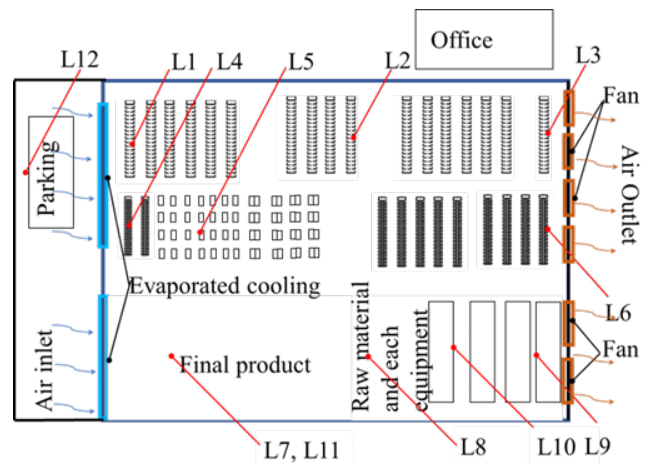 Office
L12
L1
L4
L5
L2
L3
Fan
Parking
Air Outlet
Evaporated cooling
L6
Air inlet
Final product
Raw material
and each
equipment
Fan
L7, L11
L8
L10
L9